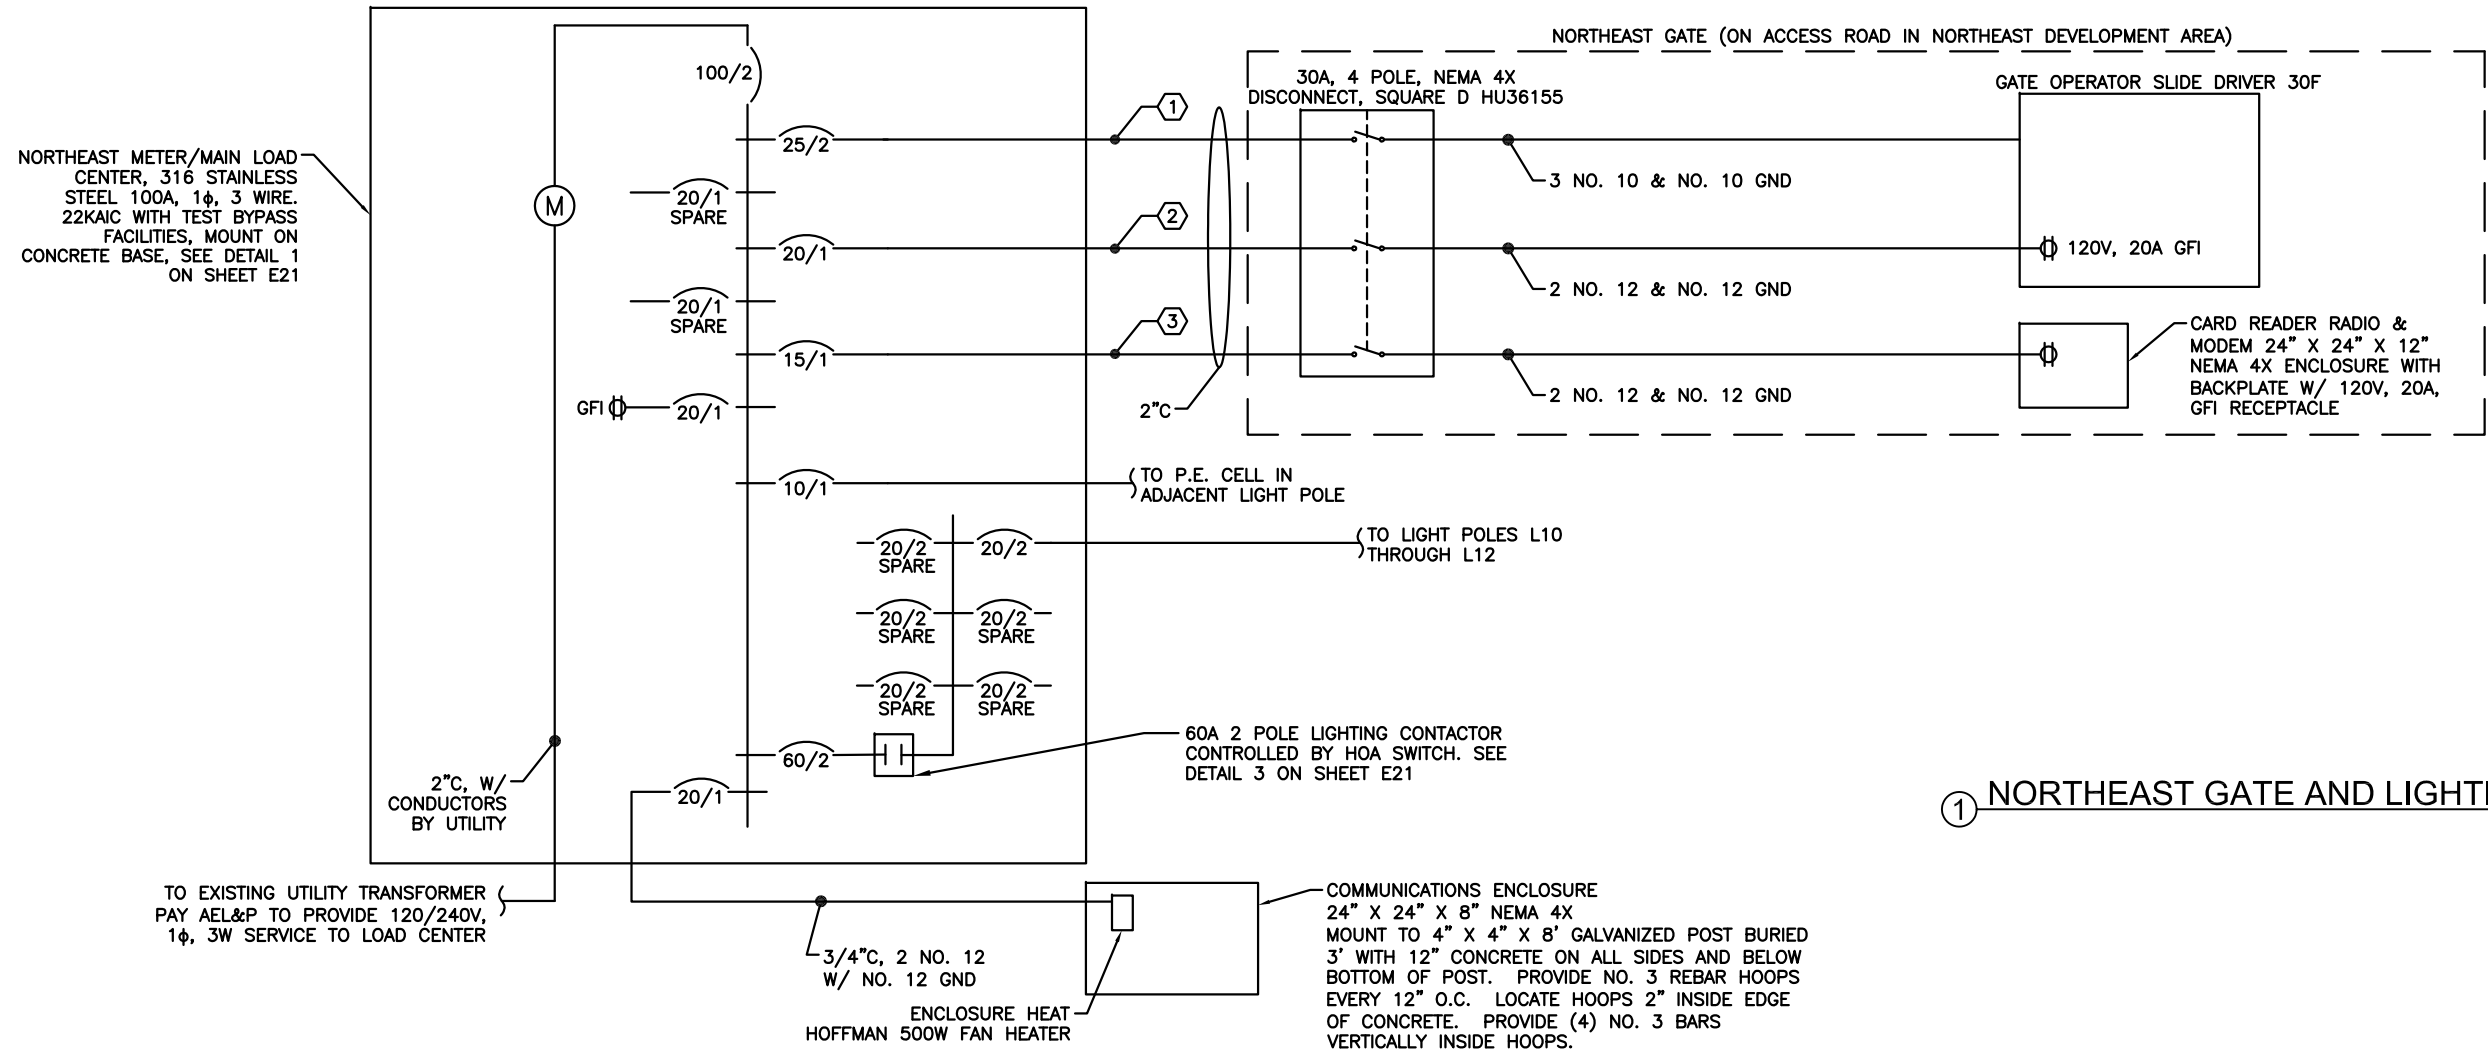 NORTHEAST GATE (ON ACCESS ROAD IN NORTHEAST DEVELOPMENT AREA)
100/2
30A, 4 POLE, NEMA 4X
DISCONNECT, SQUARE D HU36155
GATE OPERATOR SLIDE DRIVER 30F
NORTHEAST METER/MAIN LOAD
CENTER, 316 STAINLESS
STEEL 100A, 1ϕ, 3 WIRE.
22KAIC WITH TEST BYPASS
FACILITIES, MOUNT ON
CONCRETE BASE, SEE DETAIL 1
ON SHEET E21
M
25/2
1
3 NO. 10 & NO. 10 GND
20/1
SPARE
20/1
2
120V, 20A GFI
2 NO. 12 & NO. 12 GND
20/1
SPARE
15/1
3
2 NO. 12 & NO. 12 GND
CARD READER RADIO &
MODEM 24" X 24" X 12"
NEMA 4X ENCLOSURE WITH
BACKPLATE W/ 120V, 20A,
GFI RECEPTACLE
2"C
GFI
20/1
10/1
TO P.E. CELL IN
ADJACENT LIGHT POLE
20/2
SPARE
20/2
TO LIGHT POLES L10
THROUGH L12
20/2
SPARE
20/2
SPARE
20/2
SPARE
20/2
SPARE
60/2
60A 2 POLE LIGHTING CONTACTOR
CONTROLLED BY HOA SWITCH. SEE
DETAIL 3 ON SHEET E21
20/1
2"C, W/
CONDUCTORS
BY UTILITY
1 NORTHEAST GATE AND LIGHT
TO EXISTING UTILITY TRANSFORMER
PAY AEL&P TO PROVIDE 120/240V,
1ϕ, 3W SERVICE TO LOAD CENTER
3/4"C, 2 NO. 12
W/ NO. 12 GND
ENCLOSURE HEAT
HOFFMAN 500W FAN HEATER
COMMUNICATIONS ENCLOSURE
24" X 24" X 8" NEMA 4X
MOUNT TO 4" X 4" X 8' GALVANIZED POST BURIED
3' WITH 12" CONCRETE ON ALL SIDES AND BELOW
BOTTOM OF POST. PROVIDE NO. 3 REBAR HOOPS
EVERY 12" O.C. LOCATE HOOPS 2" INSIDE EDGE
OF CONCRETE. PROVIDE (4) NO. 3 BARS
VERTICALLY INSIDE HOOPS.